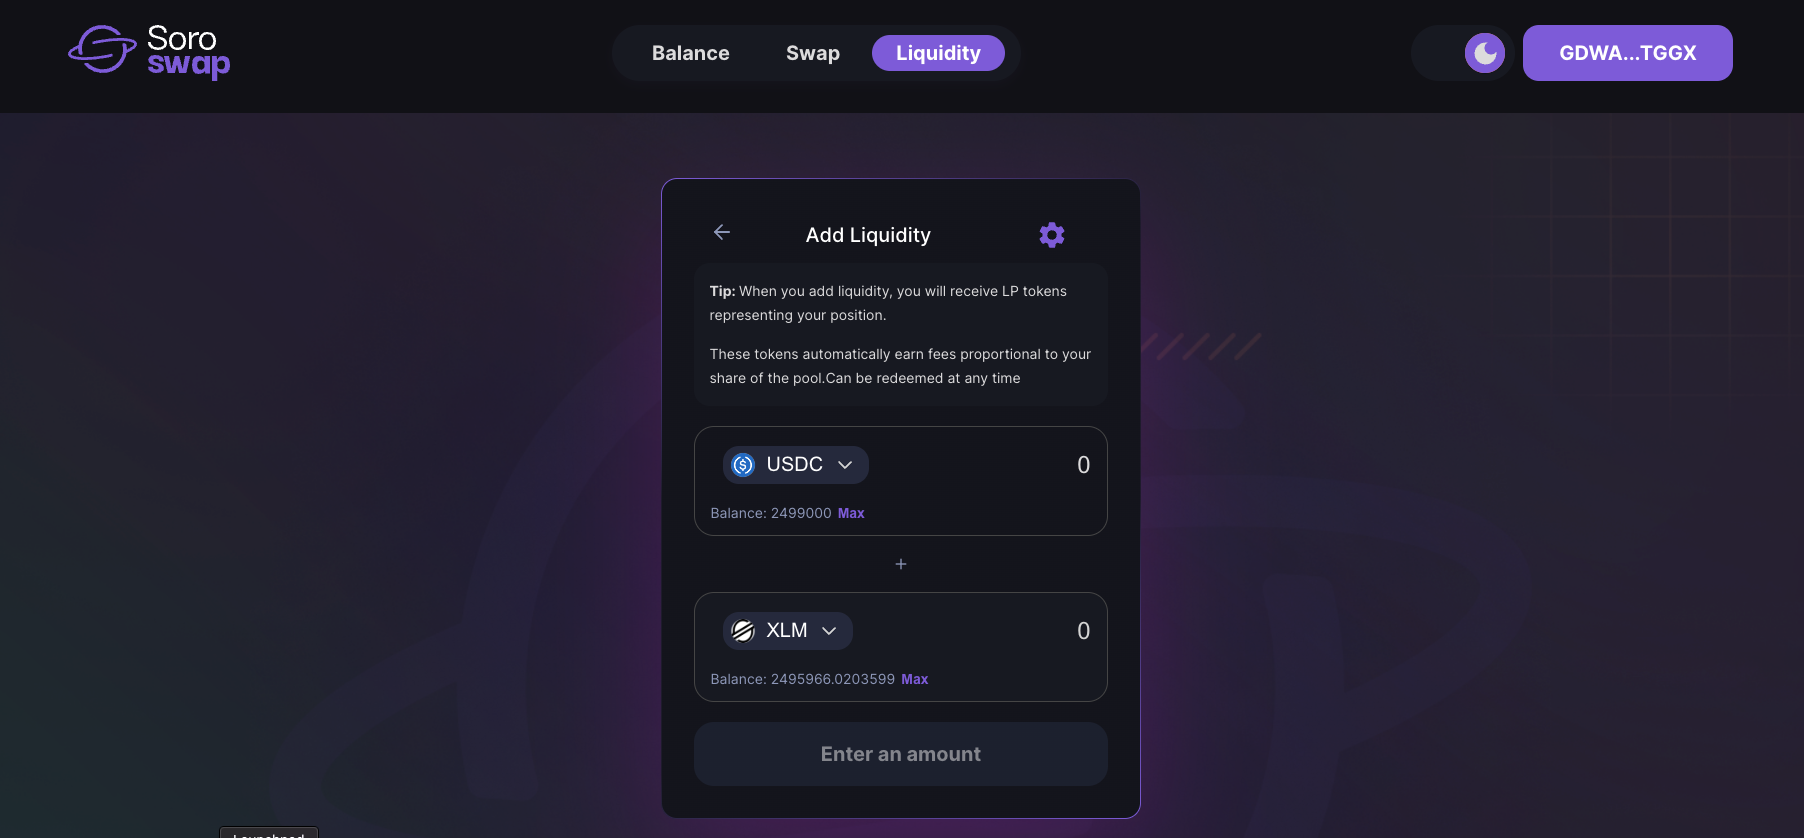 Soro
swap
Balance
Swap
Liquidity
GDWA...TGGX
Add Liquidity
Tip: When you add liquidity, you will receive LP tokens
representing your position.
These tokens automatically earn fees proportional to your
share of the pool.Can be redeemed at any time
USDC
0
Balance: 2499000 Max
+
XLM
0
Balance: 2495966.0203599 Max
Enter an amount